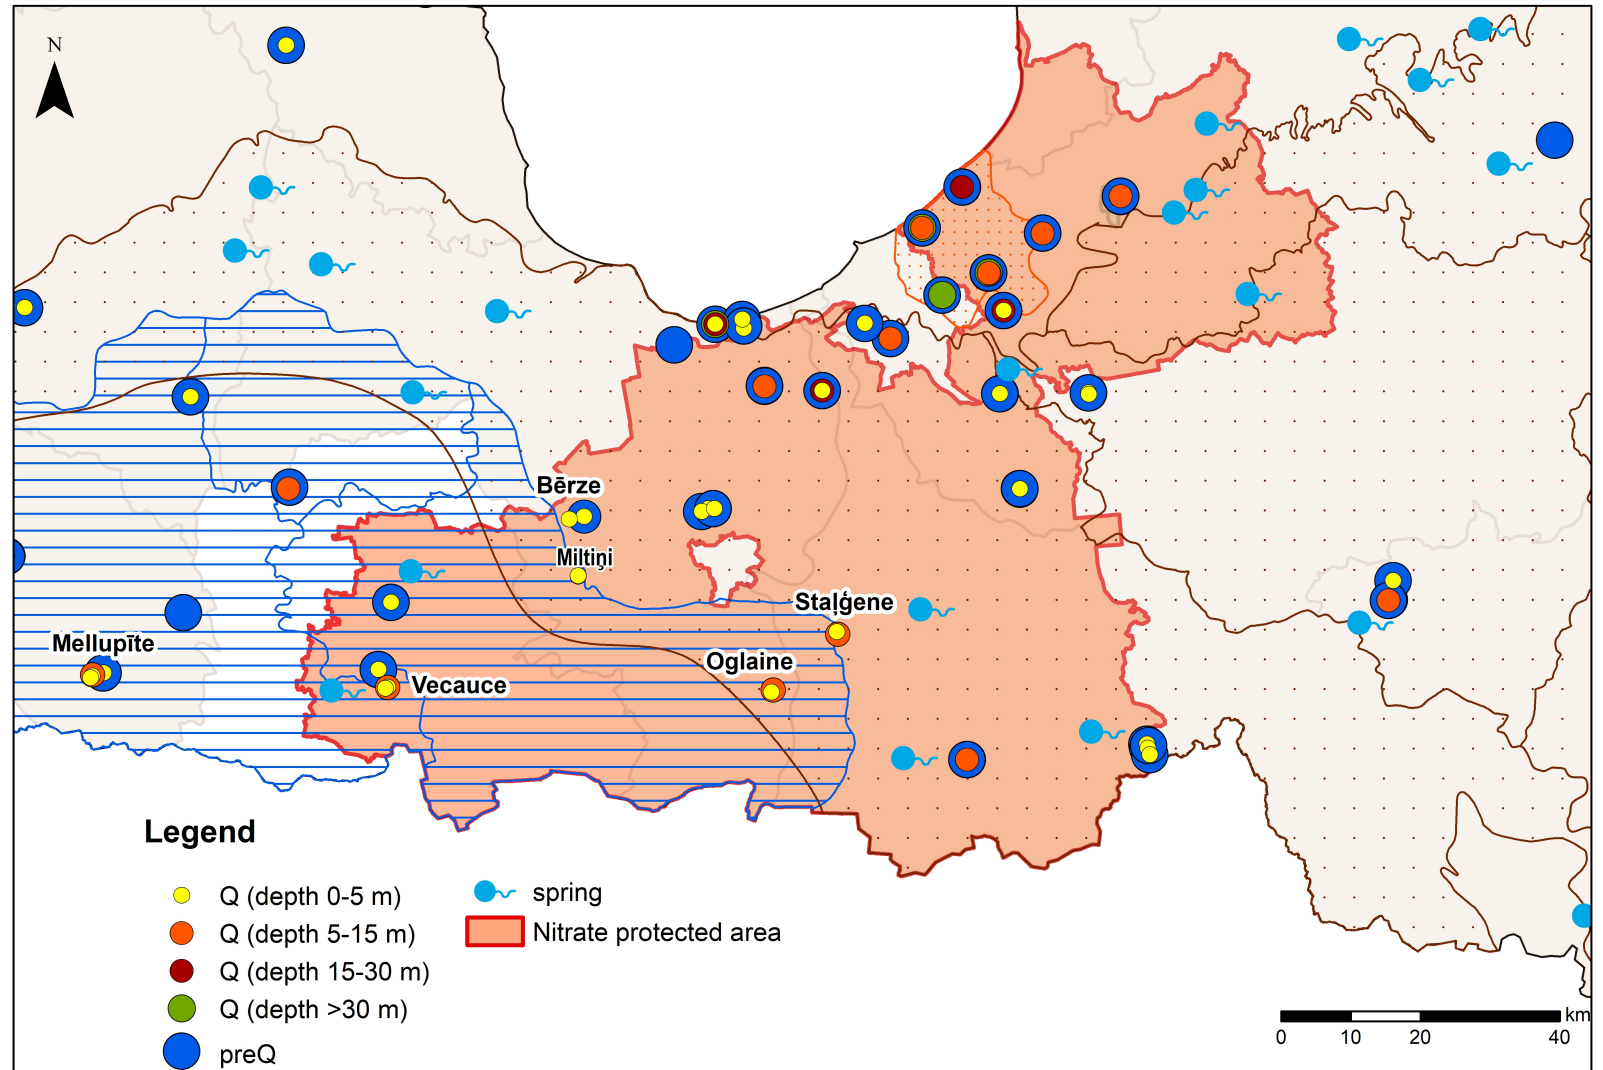 N
Bērze
Miltiņi
Staļģene
Mellupīte
Oglaine
Vecauce
Legend
Q (depth 0-5 m)
Q (depth 5-15 m)
Q (depth 15-30 m)
Q (depth >30 m)
preQ
spring
Nitrate protected area
km
0 10 20 40